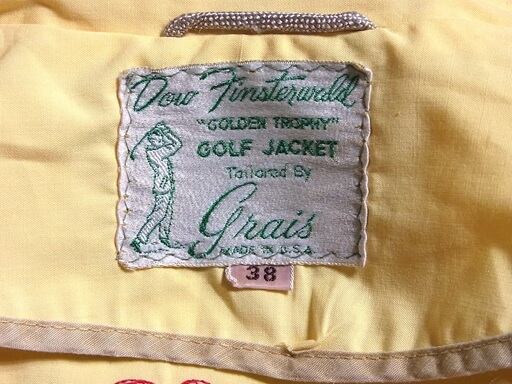 Dow Finsterwald
"GOLDEN TROPHY"
GOLF JACKET
Tailored By
Grais
MADE IN U.S.A.
38